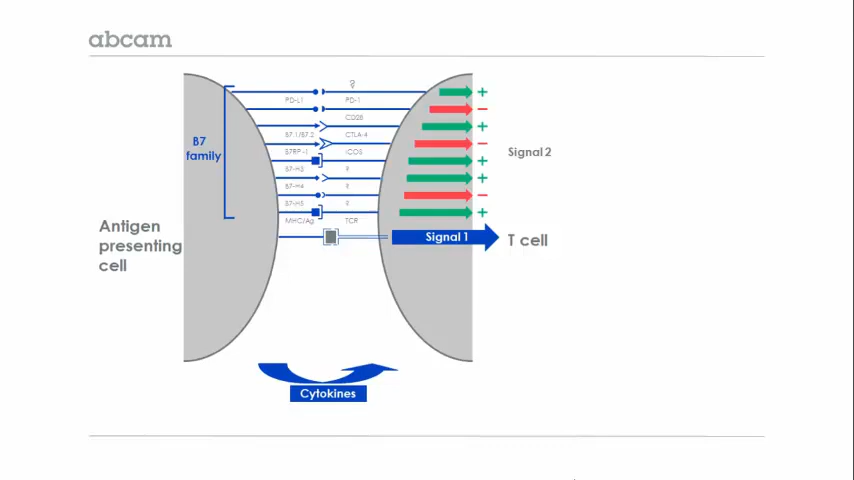 abcam
?
PD-L1 PD-1
CD28
B7.1/B7.2 CTLA-4
B7RP-1 ICOS
B7-H3 ?
B7-H4 ?
B7-H5 ?
MHC/Ag TCR
B7
family
+
−
+
−
+
+
−
+
Signal 2
Antigen
presenting
cell
Signal 1
T cell
Cytokines